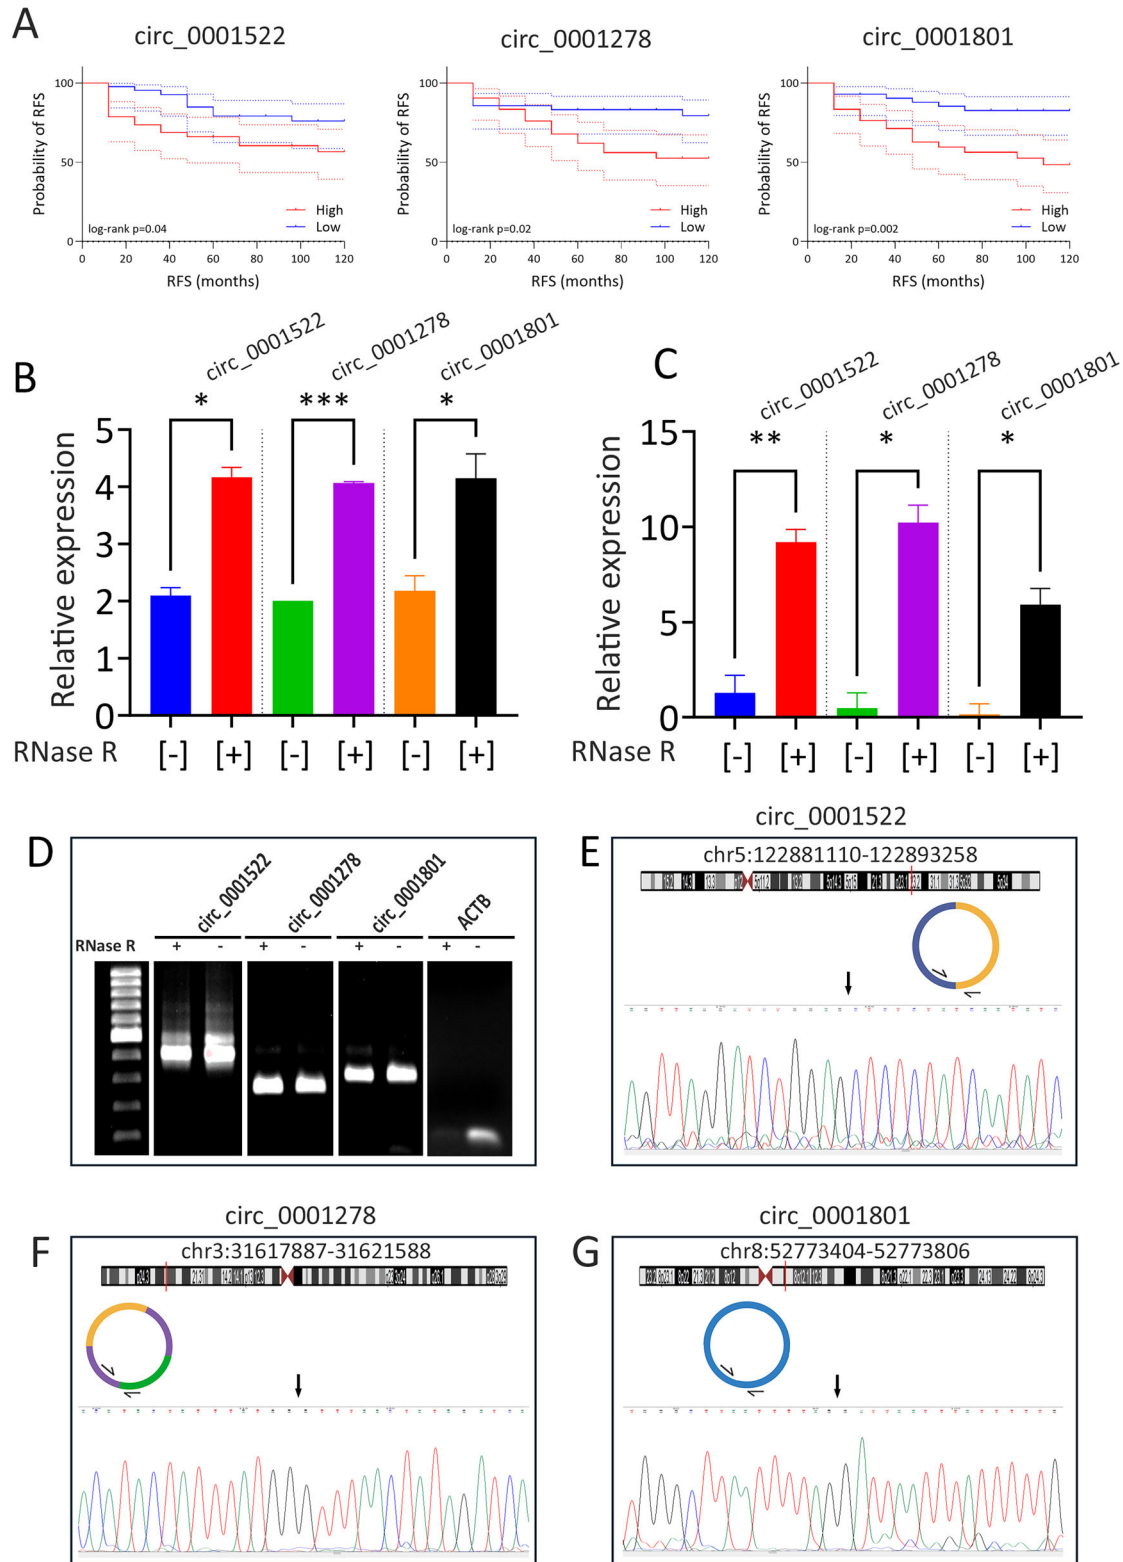 A
circ_0001522
circ_0001278
circ_0001801
Probability of RFS
100
50
0
log-rank p=0.04
High
Low
0 20 40 60 80 100 120
RFS (months)
Probability of RFS
100
50
0
log-rank p=0.02
High
Low
0 20 40 60 80 100 120
RFS (months)
Probability of RFS
100
50
0
log-rank p=0.002
High
Low
0 20 40 60 80 100 120
RFS (months)
B
circ_0001522
circ_0001278
circ_0001801
* *** *
Relative expression
5
4
3
2
1
0
RNase R [-] [+] [-] [+] [-] [+]
C
circ_0001522
circ_0001278
circ_0001801
** * *
Relative expression
15
10
5
0
[-] [+] [-] [+] [-] [+]
D
circ_0001522
circ_0001278
circ_0001801
ACTB
RNase R + - + - + - + -
circ_0001522
E
chr5:122881110-122893258
circ_0001278
F
chr3:31617887-31621588
circ_0001801
G
chr8:52773404-52773806